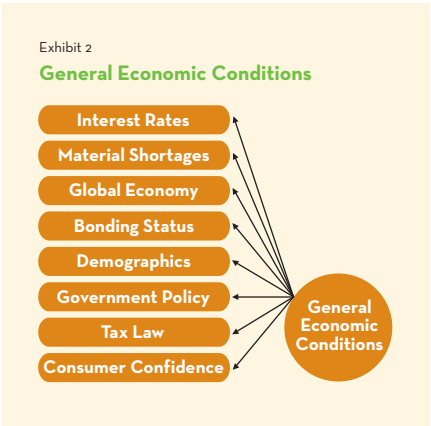 Exhibit 2
General Economic Conditions
Interest Rates
Material Shortages
Global Economy
Bonding Status
Demographics
Government Policy
Tax Law
Consumer Confidence
General
Economic
Conditions